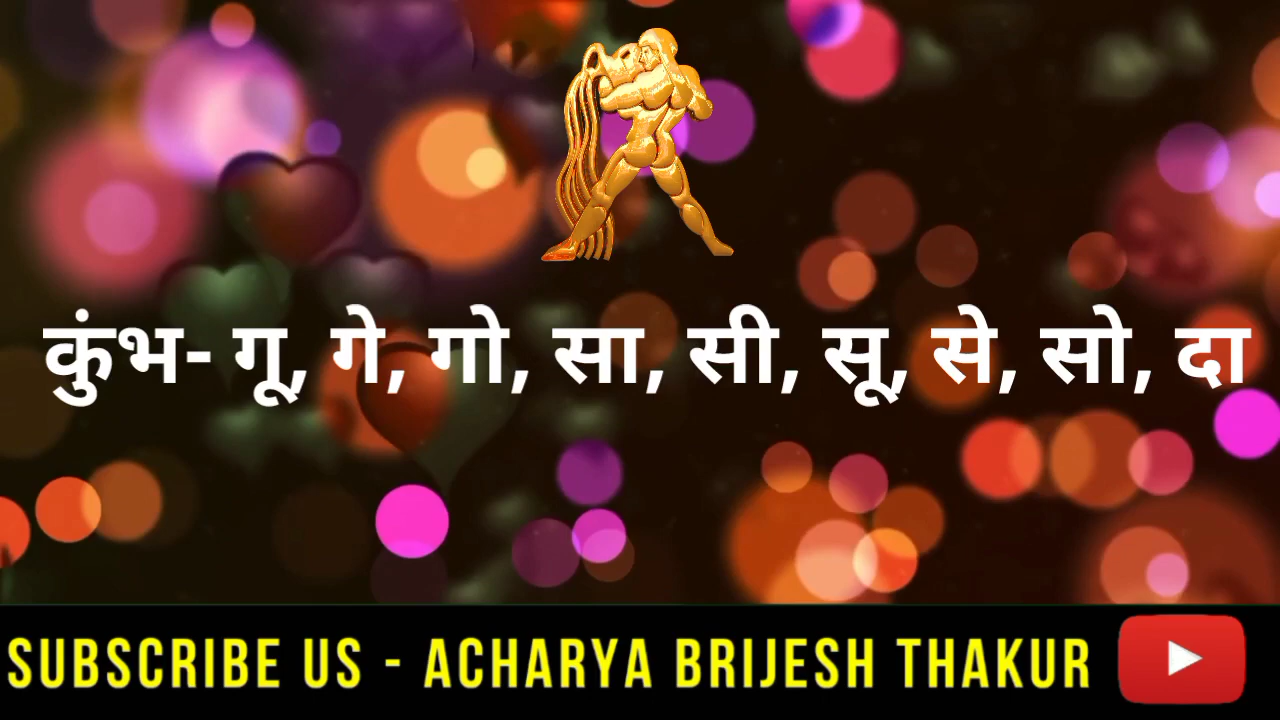 कुंभ- गू, गे, गो, सा, सी, सू, से, सो, दा
SUBSCRIBE US - ACHARYA BRIJESH THAKUR